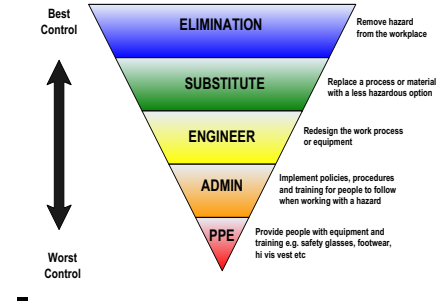 Best
Control
ELIMINATION
Remove hazard
from the workplace
SUBSTITUTE
Replace a process or material
with a less hazardous option
ENGINEER
Redesign the work process
or equipment
ADMIN
Implement policies, procedures
and training for people to follow
when working with a hazard
PPE
Provide people with equipment and
training e.g. safety glasses, footwear,
hi vis vest etc
Worst
Control